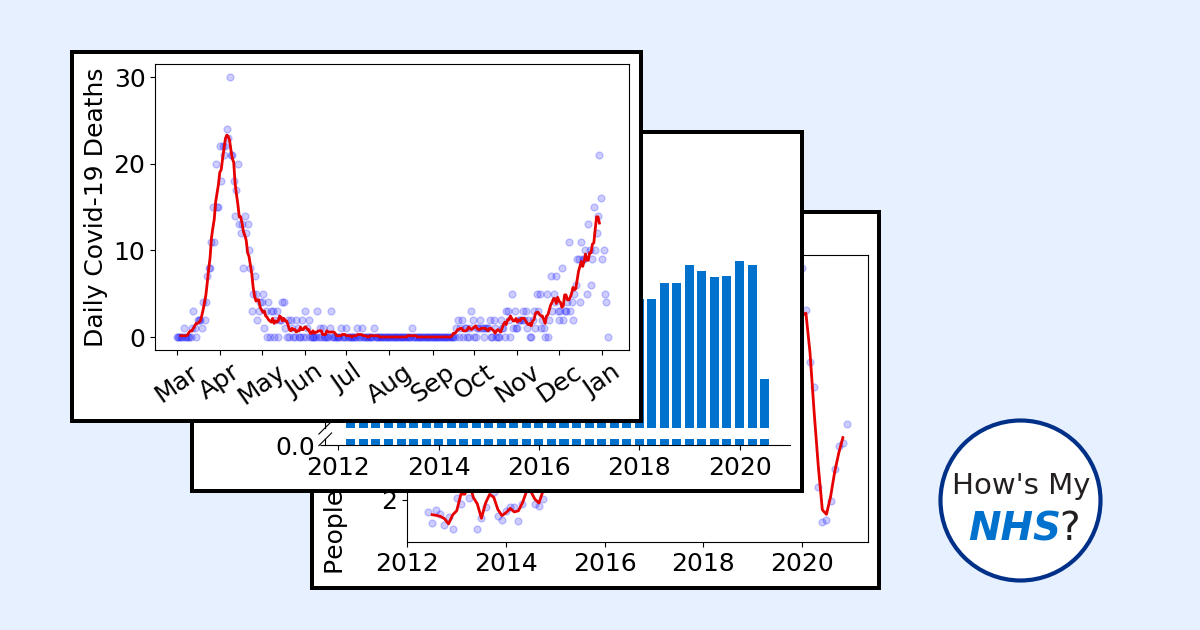 Daily Covid-19 Deaths
30
20
10
0
Mar Apr May Jun Jul Aug Sep Oct Nov Dec Jan
0.0
2012 2014 2016 2018 2020
People
2
2012 2014 2016 2018 2020
How's My
NHS?